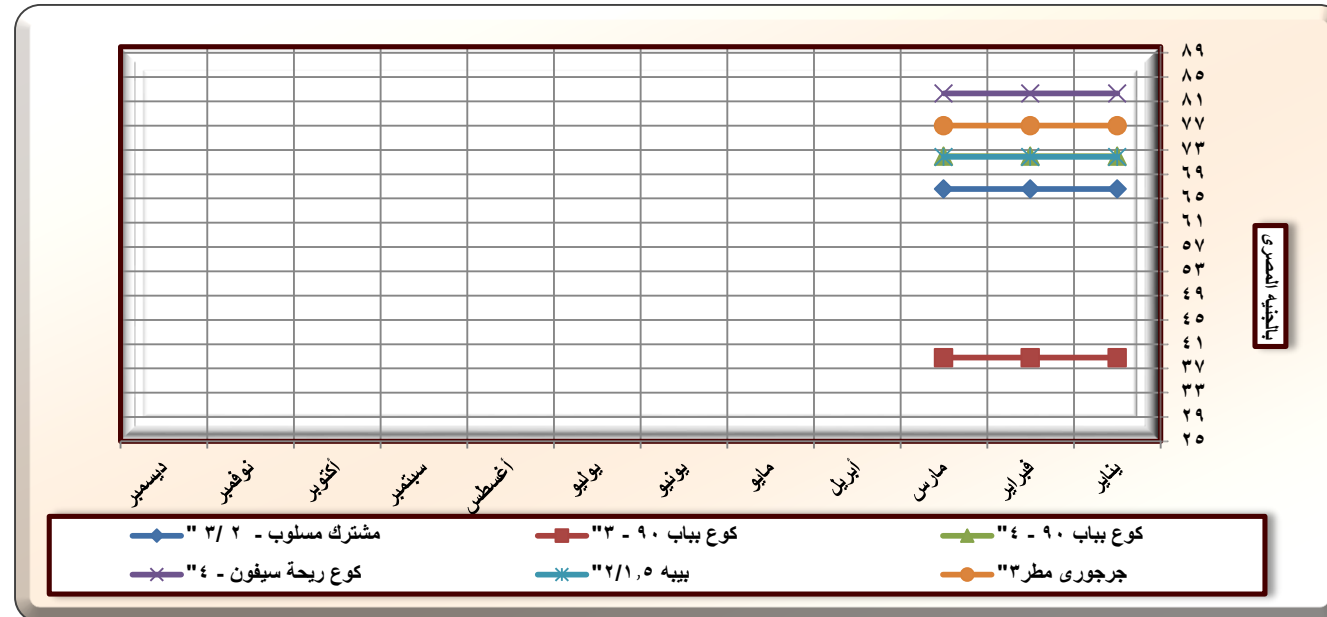 ٨٩
٨٥
٨١
٧٧
٧٣
٦٩
٦٥
٦١
٥٧
٥٣
٤٩
٤٥
٤١
٣٧
٣٣
٢٩
٢٥
بالجنيه المصرى
يناير
فبراير
مارس
أبريل
مايو
يونيو
يوليو
أغسطس
سبتمبر
أكتوبر
نوفمبر
ديسمبر
كوع بباب ٩٠ - ٤"
كوع بباب ٩٠ - ٣"
مشترك مسلوب - ٢ /٣ "
جرجورى مطر٣"
بيبه ٢/١,٥"
كوع ريحة سيفون - ٤"